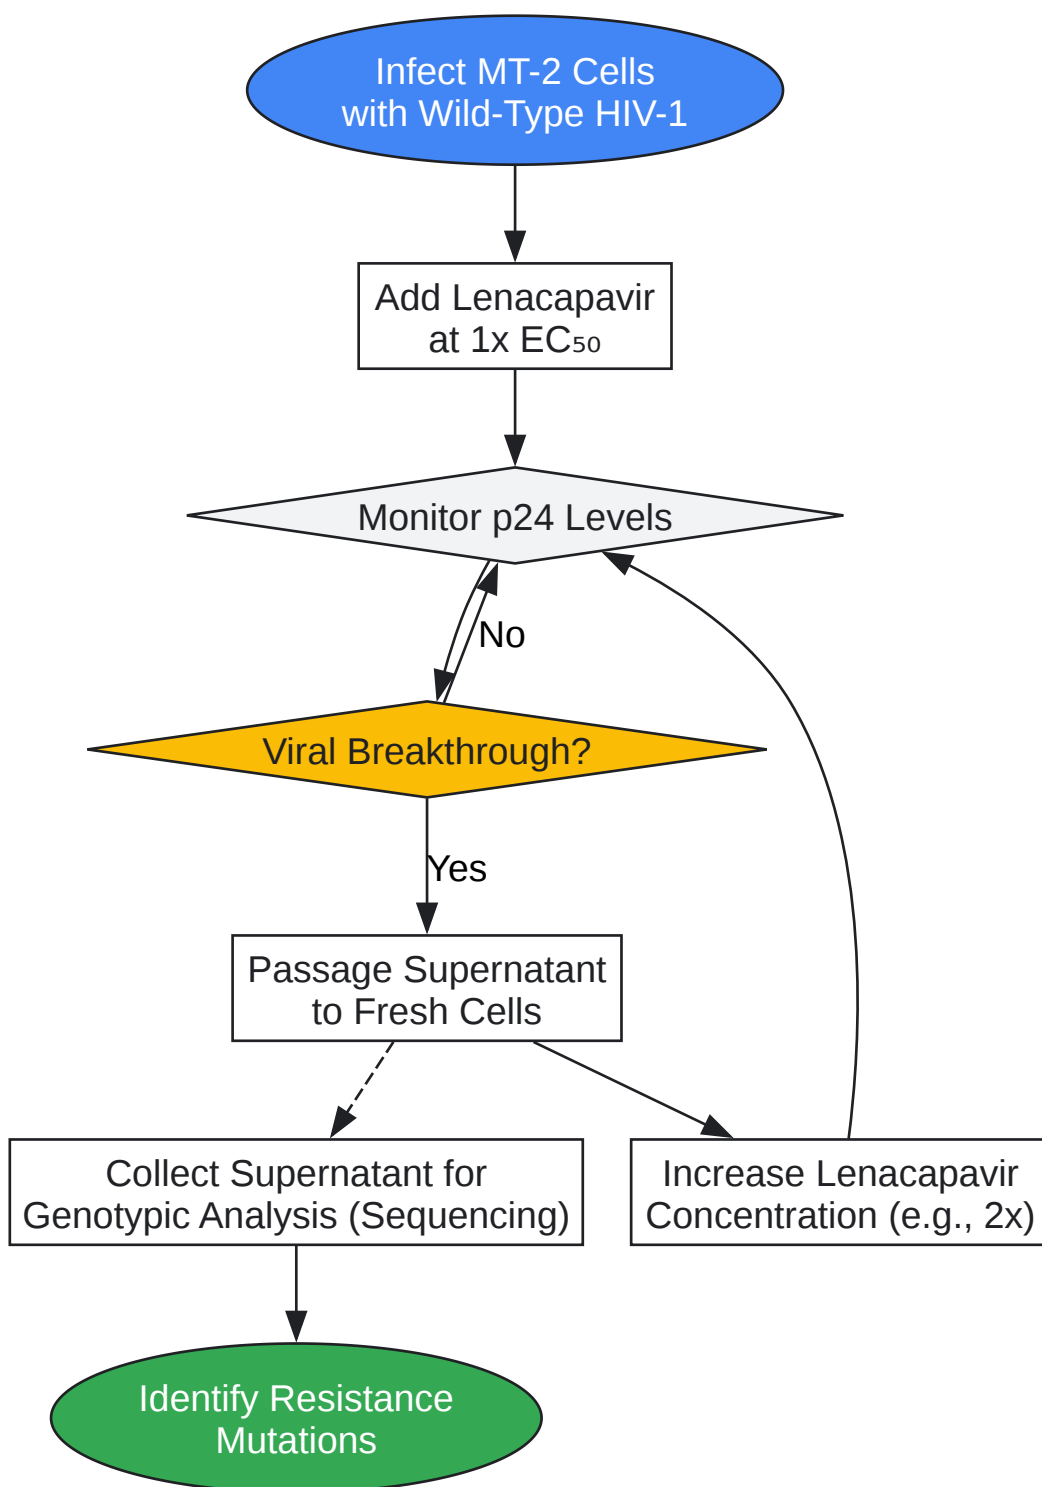 Infect MT-2 Cells
with Wild-Type HIV-1
Add Lenacapavir
at 1x EC₅₀
Monitor p24 Levels
No
Viral Breakthrough?
Yes
Passage Supernatant
to Fresh Cells
Collect Supernatant for
Genotypic Analysis (Sequencing)
Increase Lenacapavir
Concentration (e.g., 2x)
Identify Resistance
Mutations